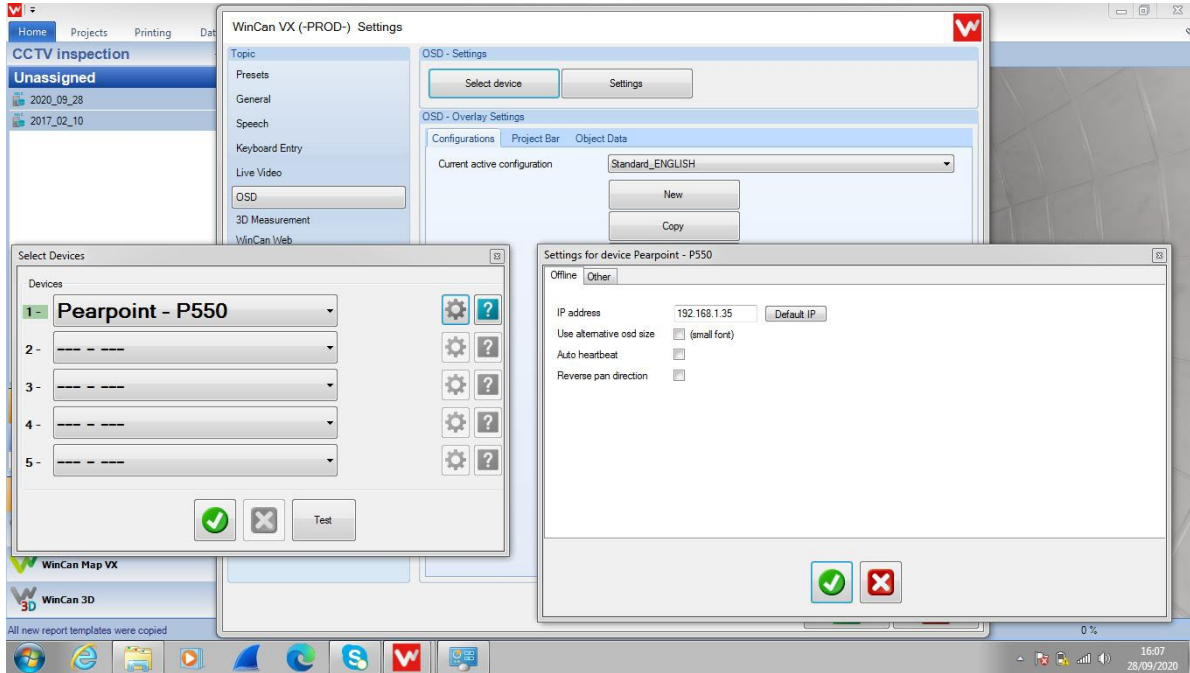 Home Projects Printing Dat
CCTV inspection
Unassigned
2020_09_28
2017_02_10
WinCan VX (-PROD-) Settings
Topic
Presets
General
Speech
Keyboard Entry
Live Video
OSD
3D Measurement
WinCan Web
OSD - Settings
Select device Settings
OSD - Overlay Settings
Configurations Project Bar Object Data
Current active configuration Standard_ENGLISH
New
Copy
Select Devices
Devices
1 - Pearpoint - P550 ?
2 - --- - --- ?
3 - --- - --- ?
4 - --- - --- ?
5 - --- - --- ?
Test
Settings for device Pearpoint - P550
Offline Other
IP address 192.168.1.35 Default IP
Use alternative osd size (small font)
Auto heartbeat
Reverse pan direction
WinCan Map VX
3D WinCan 3D
All new report templates were copied
0 %
16:07
28/09/2020